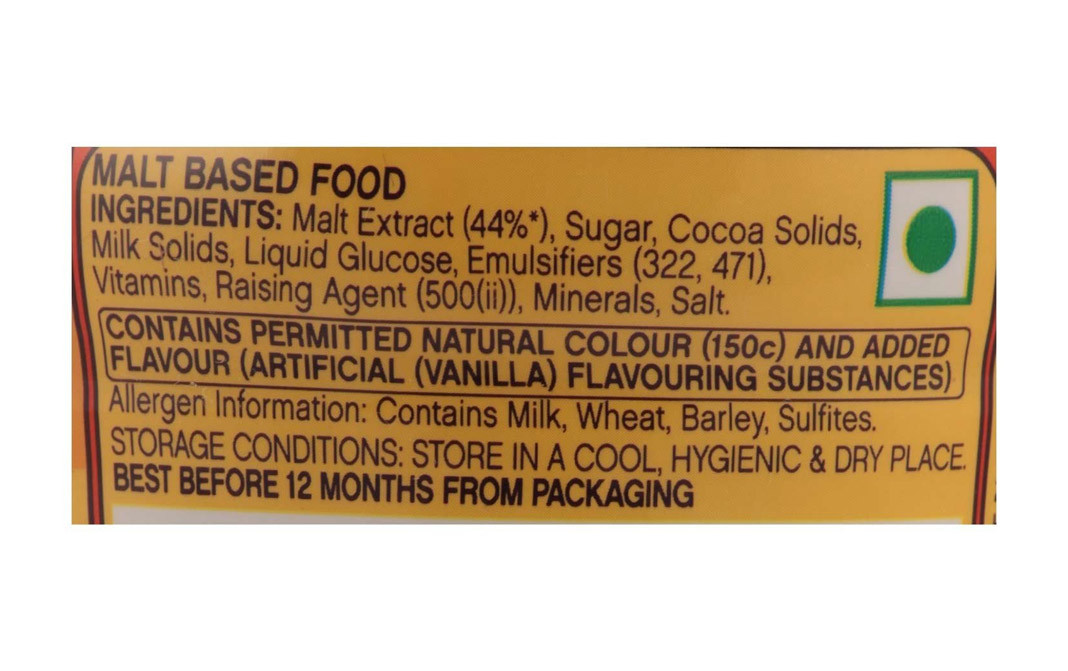 MALT BASED FOOD
INGREDIENTS: Malt Extract (44%*), Sugar, Cocoa Solids,
Milk Solids, Liquid Glucose, Emulsifiers (322, 471),
Vitamins, Raising Agent (500(ii)), Minerals, Salt.
CONTAINS PERMITTED NATURAL COLOUR (150c) AND ADDED
FLAVOUR (ARTIFICIAL (VANILLA) FLAVOURING SUBSTANCES)
Allergen Information: Contains Milk, Wheat, Barley, Sulfites.
STORAGE CONDITIONS: STORE IN A COOL, HYGIENIC & DRY PLACE.
BEST BEFORE 12 MONTHS FROM PACKAGING